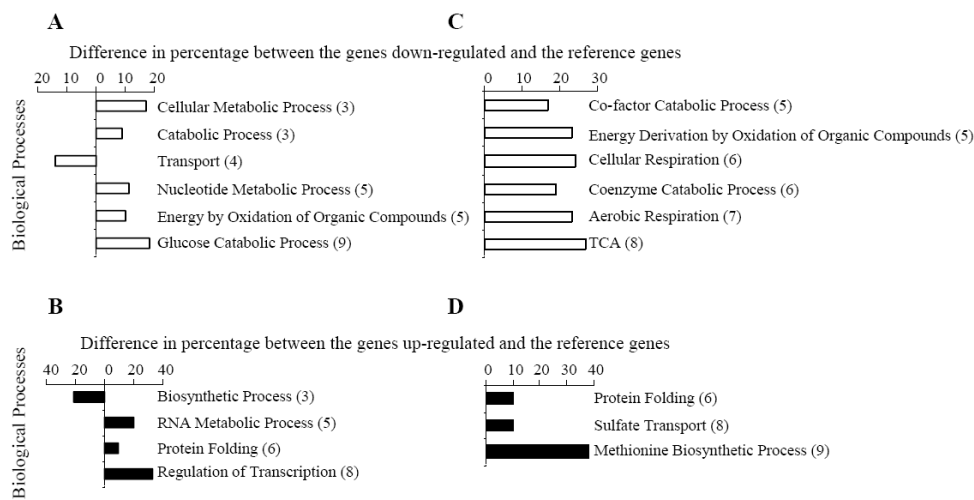 A
C
Difference in percentage between the genes down-regulated and the reference genes
20 10 0 10 20
0 10 20 30
Biological Processes
Cellular Metabolic Process (3)
Catabolic Process (3)
Transport (4)
Nucleotide Metabolic Process (5)
Energy by Oxidation of Organic Compounds (5)
Glucose Catabolic Process (9)
Co-factor Catabolic Process (5)
Energy Derivation by Oxidation of Organic Compounds (5)
Cellular Respiration (6)
Coenzyme Catabolic Process (6)
Aerobic Respiration (7)
TCA (8)
B
D
Difference in percentage between the genes up-regulated and the reference genes
40 20 0 20 40
0 10 20 30 40
Biological Processes
Biosynthetic Process (3)
RNA Metabolic Process (5)
Protein Folding (6)
Regulation of Transcription (8)
Protein Folding (6)
Sulfate Transport (8)
Methionine Biosynthetic Process (9)